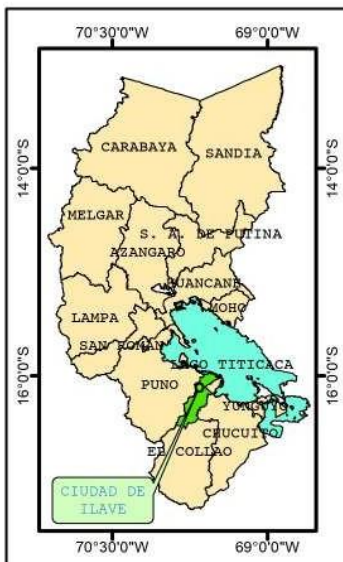 70°30'0"W 69°0'0"W
14°0'0"S
14°0'0"S
CARABAYA
SANDIA
MELGAR
S. A. DE PUTINA
AZANGARO
HUANCANE
MOHO
LAMPA
SAN ROMAN
LAGO TITICACA
16°0'0"S
16°0'0"S
PUNO
YUNGUYO
CHUCUITO
EL COLLAO
CIUDAD DE
ILAVE
70°30'0"W 69°0'0"W